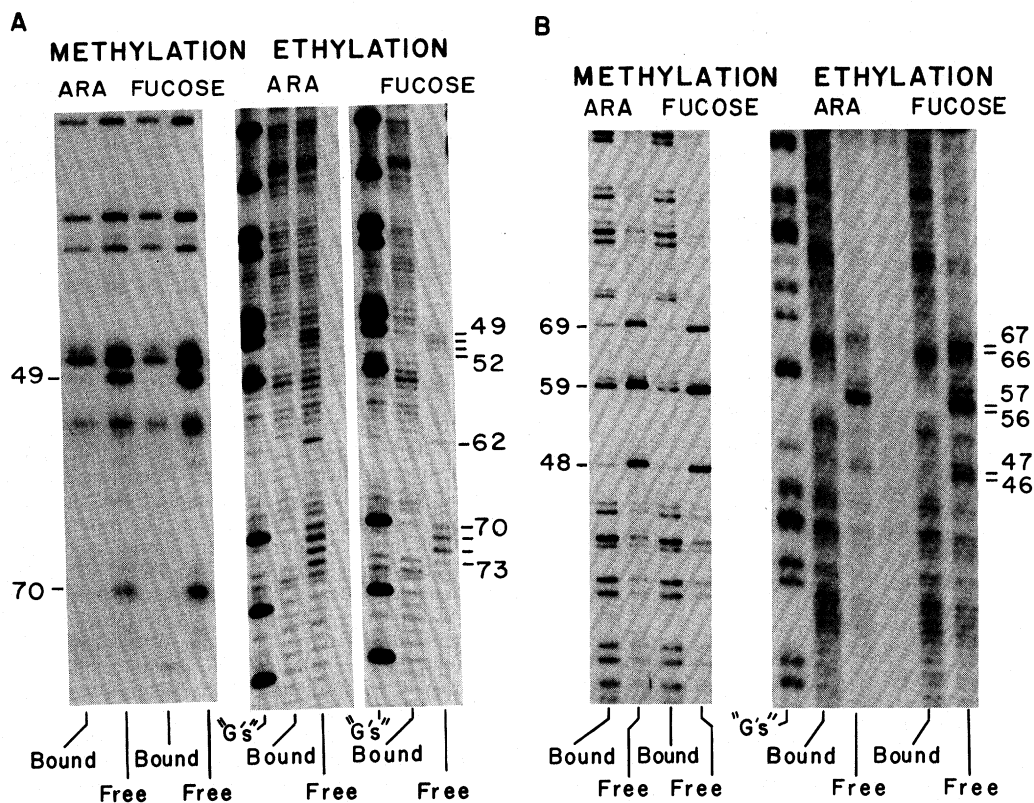 A
METHYLATION ETHYLATION
ARA FUCOSE ARA FUCOSE
49
70
49
52
62
70
73
Bound Bound "G's" Bound "G's" Bound
Free Free Free Free
B
METHYLATION ETHYLATION
ARA FUCOSE ARA FUCOSE
69
59
48
67
66
57
56
47
46
Bound Bound "G's" Bound
Free Free Free Free